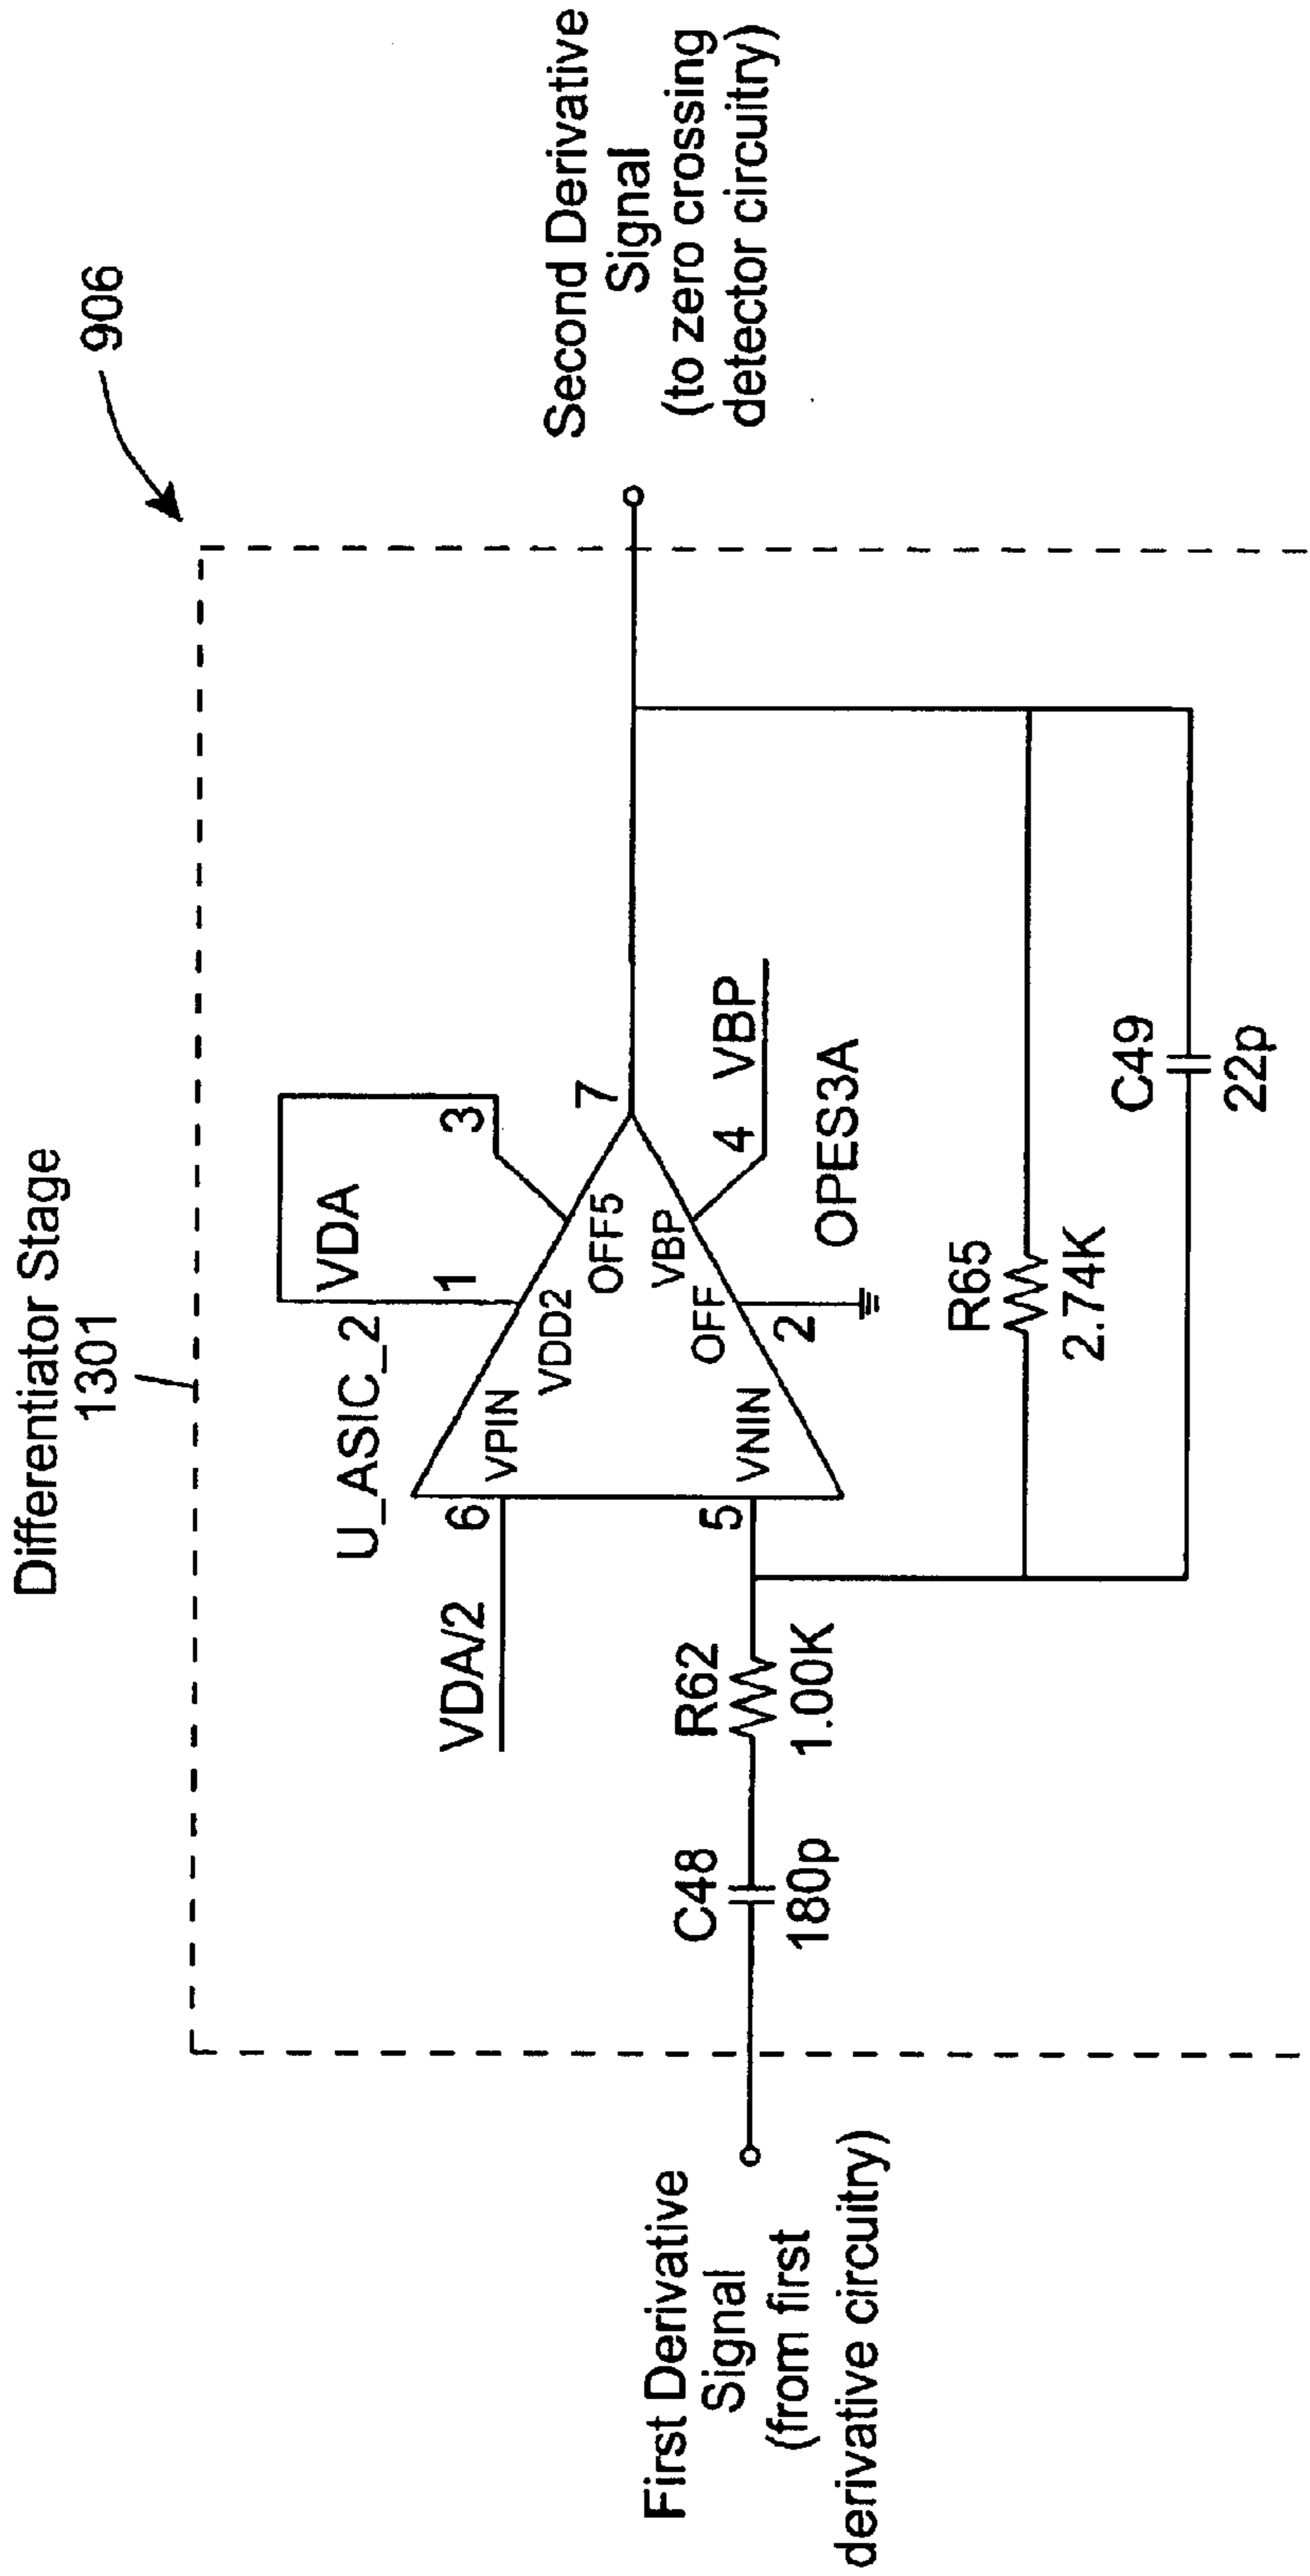 Differentiator Stage
1301
906
U_ASIC_2
VDA
1
3
VDA/2
6
VPIN
VDD2
OFF5
7
Second Derivative
Signal
(to zero crossing
detector circuitry)
VBP
4
VBP
OFF
2
VNIN
5
OPES3A
First Derivative
Signal
(from first
derivative circuitry)
C48
180p
R62
1.00K
R65
2.74K
C49
22p